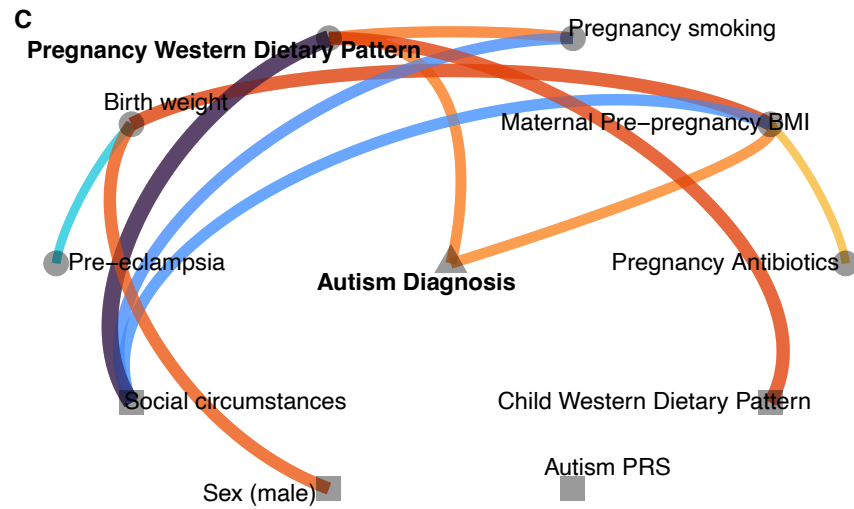 C
Pregnancy smoking
Pregnancy Western Dietary Pattern
Birth weight
Maternal Pre−pregnancy BMI
Pre−eclampsia
Pregnancy Antibiotics
Autism Diagnosis
Social circumstances
Child Western Dietary Pattern
Autism PRS
Sex (male)